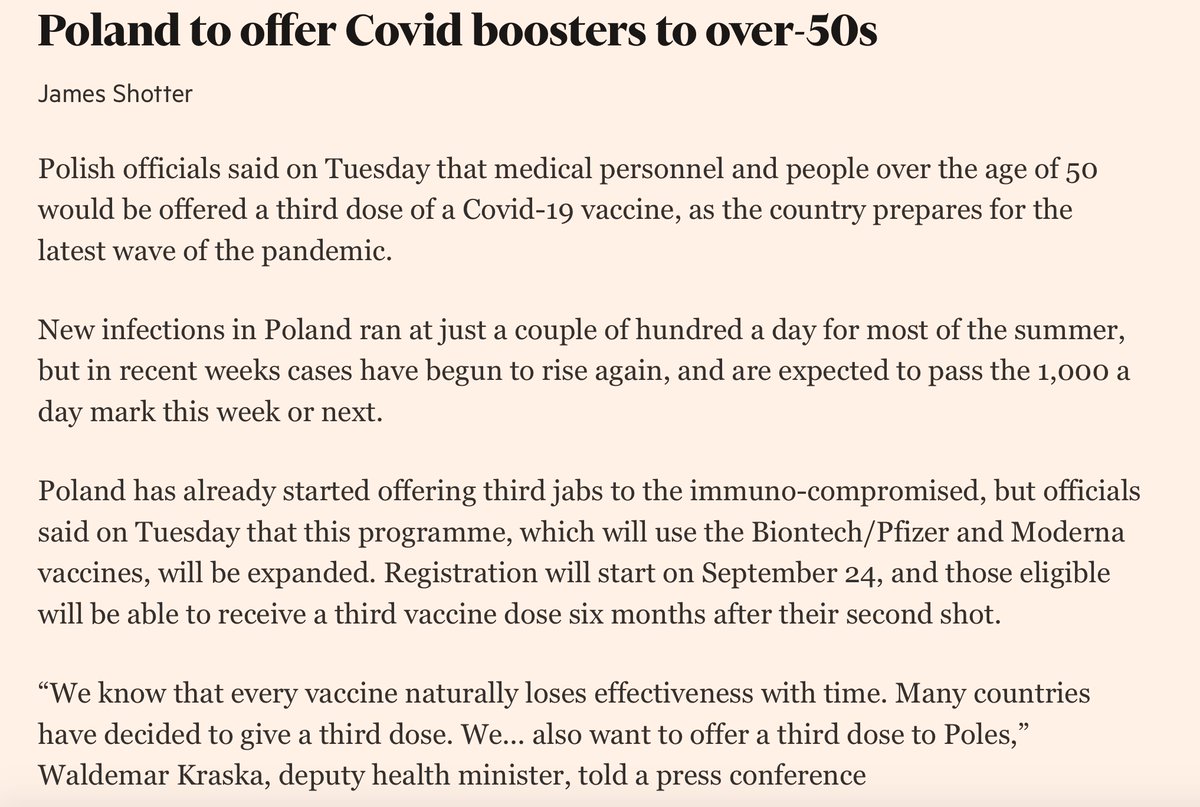 Poland to offer Covid boosters to over-50s
James Shotter
Polish officials said on Tuesday that medical personnel and people over the age of 50
would be offered a third dose of a Covid-19 vaccine, as the country prepares for the
latest wave of the pandemic.
New infections in Poland ran at just a couple of hundred a day for most of the summer,
but in recent weeks cases have begun to rise again, and are expected to pass the 1,000 a
day mark this week or next.
Poland has already started offering third jabs to the immuno-compromised, but officials
said on Tuesday that this programme, which will use the Biontech/Pfizer and Moderna
vaccines, will be expanded. Registration will start on September 24, and those eligible
will be able to receive a third vaccine dose six months after their second shot.
“We know that every vaccine naturally loses effectiveness with time. Many countries
have decided to give a third dose. We... also want to offer a third dose to Poles,”
Waldemar Kraska, deputy health minister, told a press conference